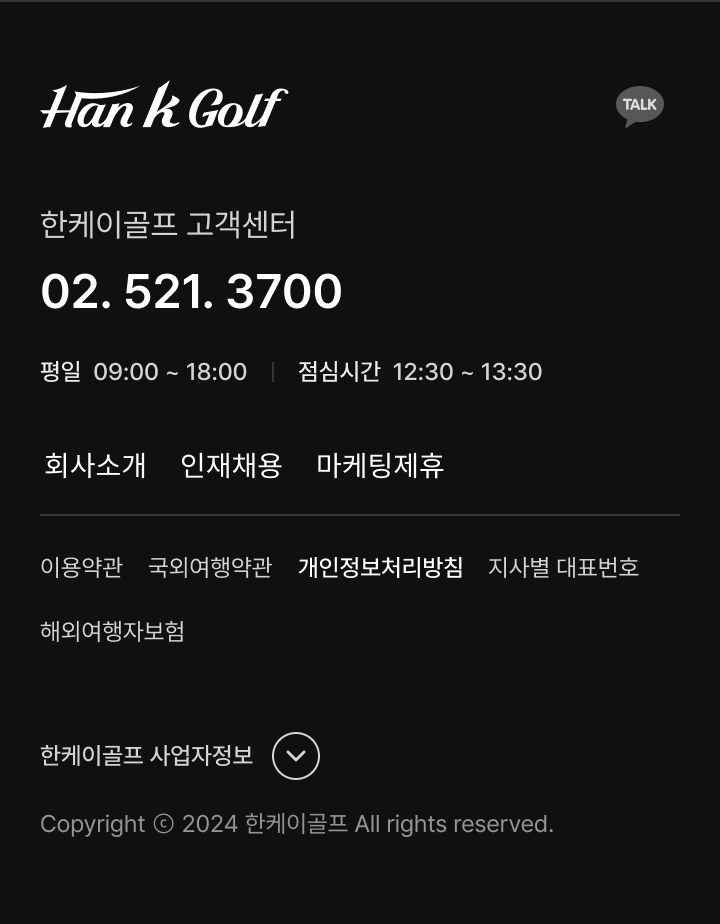 Han k Golf
TALK
한케이골프 고객센터
02. 521. 3700
평일 09:00 ~ 18:00 | 점심시간 12:30 ~ 13:30
회사소개 인재채용 마케팅제휴
이용약관 국외여행약관 개인정보처리방침 지사별 대표번호
해외여행자보험
한케이골프 사업자정보
Copyright ⓒ 2024 한케이골프 All rights reserved.